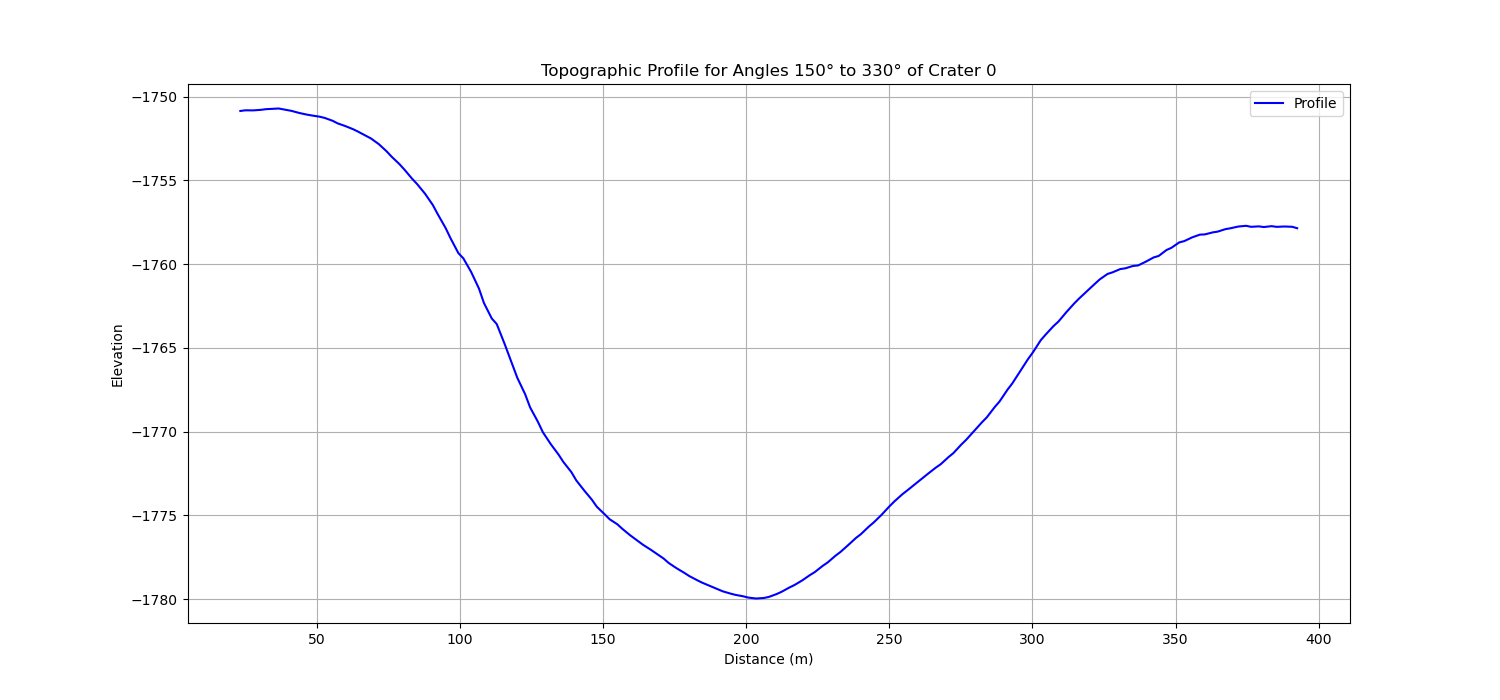 Topographic Profile for Angles 150° to 330° of Crater 0
Profile
Elevation
−1750
−1755
−1760
−1765
−1770
−1775
−1780
50 100 150 200 250 300 350 400
Distance (m)